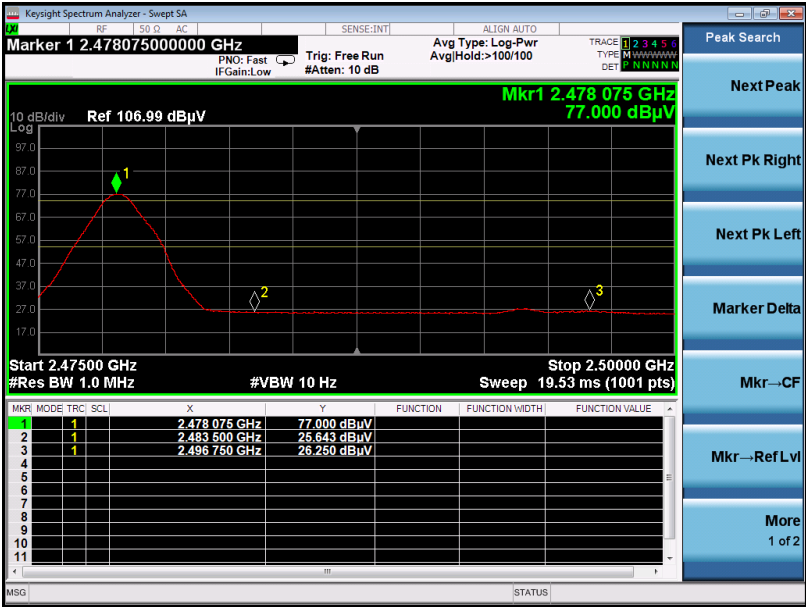 Keysight Spectrum Analyzer - Swept SA
LXI RF 50 Ω AC SENSE:INT ALIGN AUTO
Marker 1 2.478075000000 GHz
PNO: Fast
IFGain:Low
Trig: Free Run
#Atten: 10 dB
Avg Type: Log-Pwr
Avg|Hold:>100/100
TRACE 1 2 3 4 5 6
TYPE M W W W W W
DET P N N N N N
Mkr1 2.478 075 GHz
77.000 dBµV
10 dB/div Ref 106.99 dBµV
Log
97.0
87.0
77.0
67.0
57.0
47.0
37.0
27.0
17.0
1
2
3
Start 2.47500 GHz Stop 2.50000 GHz
#Res BW 1.0 MHz #VBW 10 Hz Sweep 19.53 ms (1001 pts)
MKR MODE TRC SCL X Y FUNCTION FUNCTION WIDTH FUNCTION VALUE
1 1 2.478 075 GHz 77.000 dBµV
2 1 2.483 500 GHz 25.643 dBµV
3 1 2.496 750 GHz 26.250 dBµV
4
5
6
7
8
9
10
11
MSG STATUS
Peak Search
Next Peak
Next Pk Right
Next Pk Left
Marker Delta
Mkr→CF
Mkr→Ref Lvl
More
1 of 2